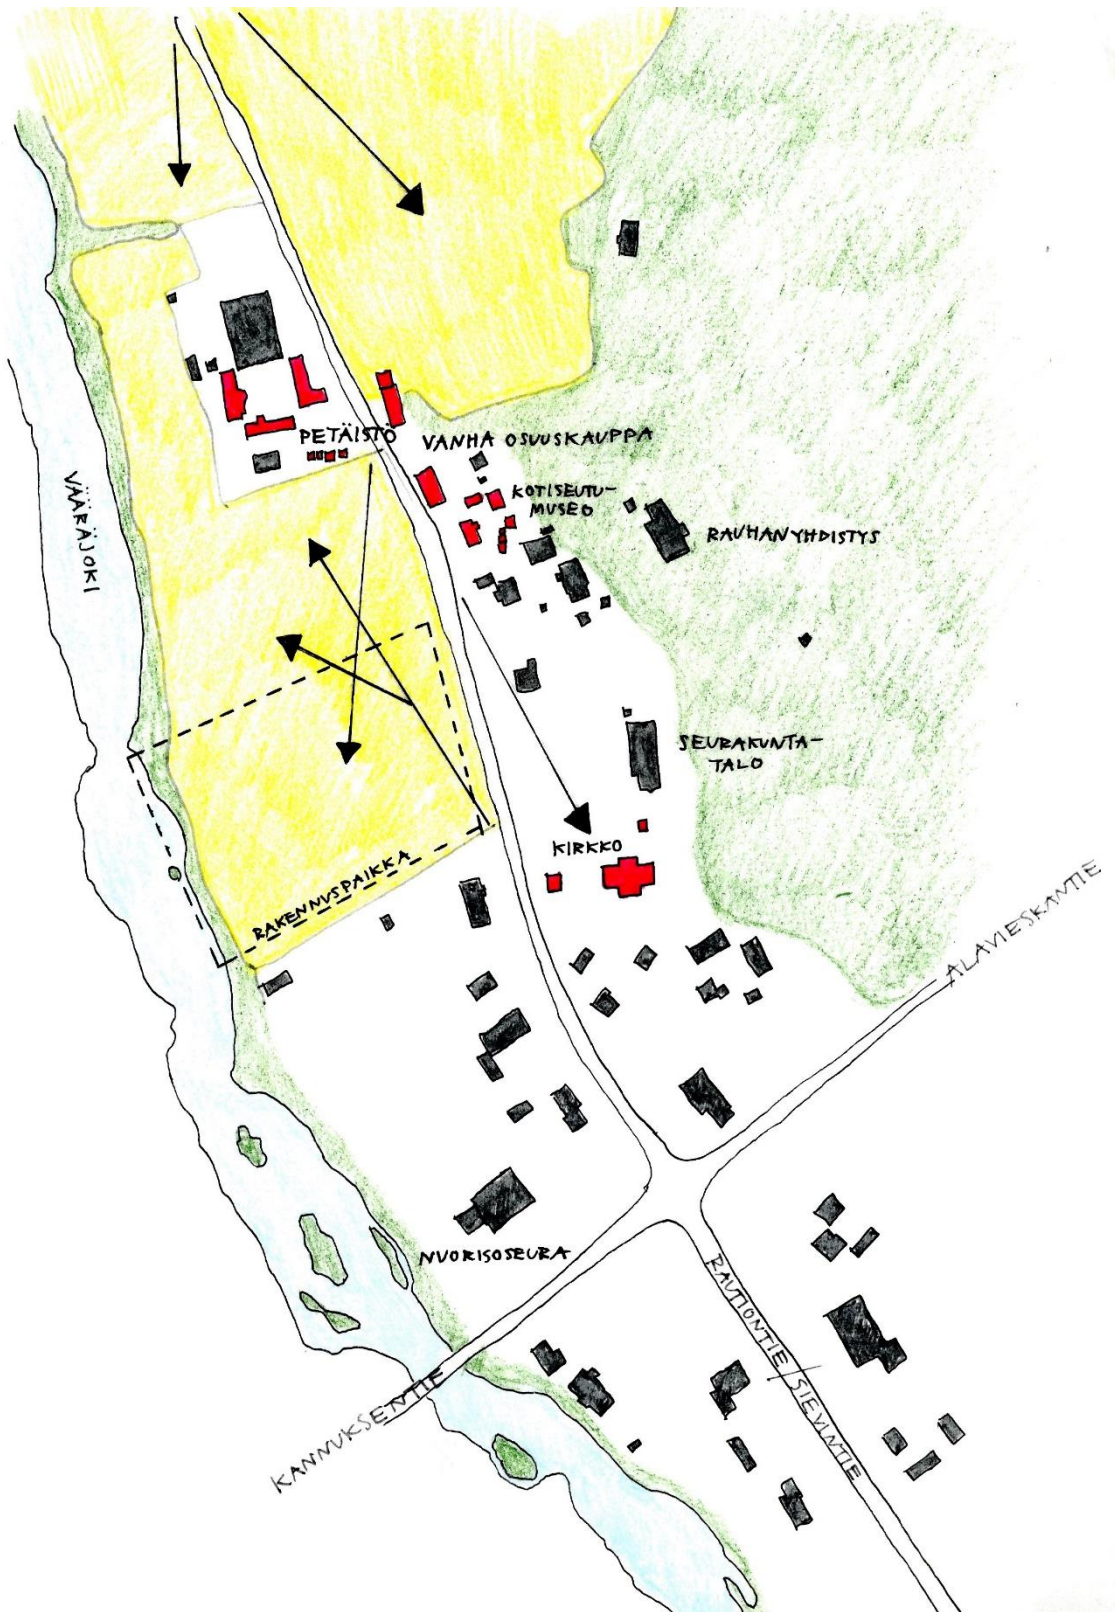 PETÄISTÖ
VANHA OSUUSKAUPPA
KOTISEUTU-
MUSEO
VÄÄRÄJOKI
RAUHANYHDISTYS
SEURAKUNTA-
TALO
KIRKKO
RAKENNUSPAIKKA
ALAVIESKANTIE
NUORISOSEURA
RAUTIONTIE / SIEVINTIE
KANNUKSENTIE